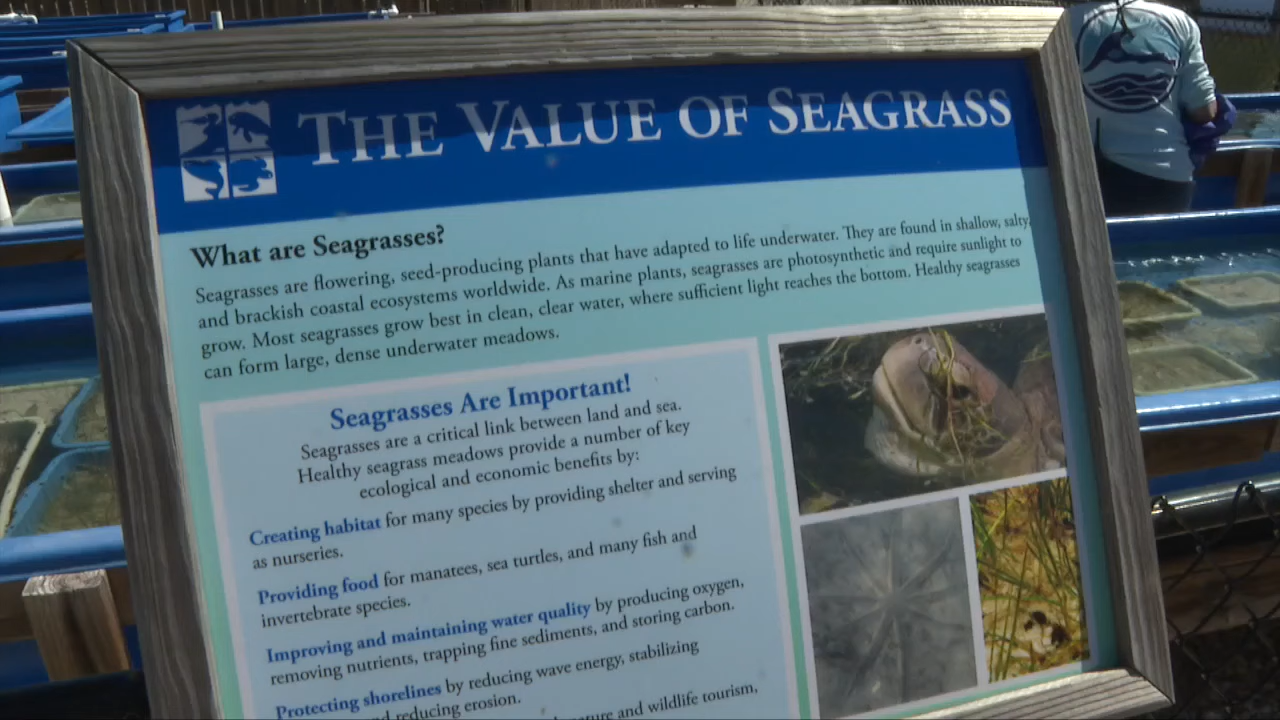 THE VALUE OF SEAGRASS
What are Seagrasses?
Seagrasses are flowering, seed-producing plants that have adapted to life underwater. They are found in shallow, salty,
and brackish coastal ecosystems worldwide. As marine plants, seagrasses are photosynthetic and require sunlight to
grow. Most seagrasses grow best in clean, clear water, where sufficient light reaches the bottom. Healthy seagrasses
can form large, dense underwater meadows.
Seagrasses Are Important!
Seagrasses are a critical link between land and sea.
Healthy seagrass meadows provide a number of key
ecological and economic benefits by:
Creating habitat for many species by providing shelter and serving
as nurseries.
Providing food for manatees, sea turtles, and many fish and
invertebrate species.
Improving and maintaining water quality by producing oxygen,
removing nutrients, trapping fine sediments, and storing carbon.
Protecting shorelines by reducing wave energy, stabilizing
reducing erosion.
and wildlife tourism,